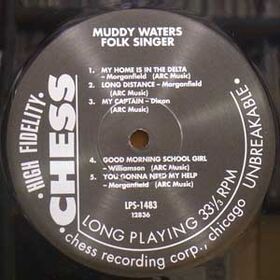 MUDDY WATERS
FOLK SINGER
1. MY HOME IS IN THE DELTA
– Morganfield (ARC Music)
2. LONG DISTANCE – Morganfield
(ARC Music)
3. MY CAPTAIN – Dixon
(ARC Music)
4. GOOD MORNING SCHOOL GIRL
– Williamson (ARC Music)
5. YOU GONNA NEED MY HELP
– Morganfield (ARC Music)
LPS-1483
12836
· HIGH FIDELITY ·
CHESS
LONG PLAYING 33⅓ RPM
UNBREAKABLE ·
chess recording corp., chicago